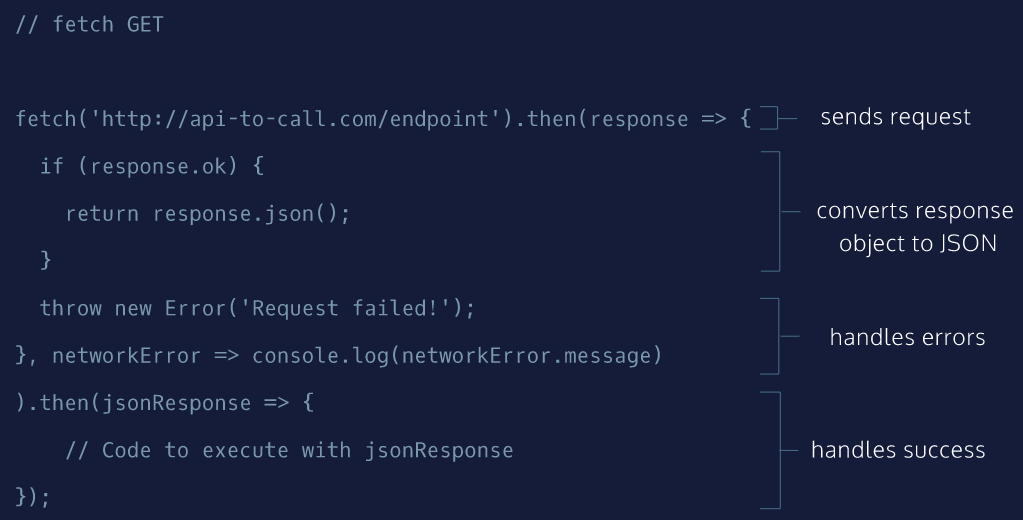 // fetch GET
fetch('http://api-to-call.com/endpoint').then(response => {
sends request
if (response.ok) {
return response.json();
}
converts response
object to JSON
throw new Error('Request failed!');
}, networkError => console.log(networkError.message)
handles errors
).then(jsonResponse => {
// Code to execute with jsonResponse
});
handles success